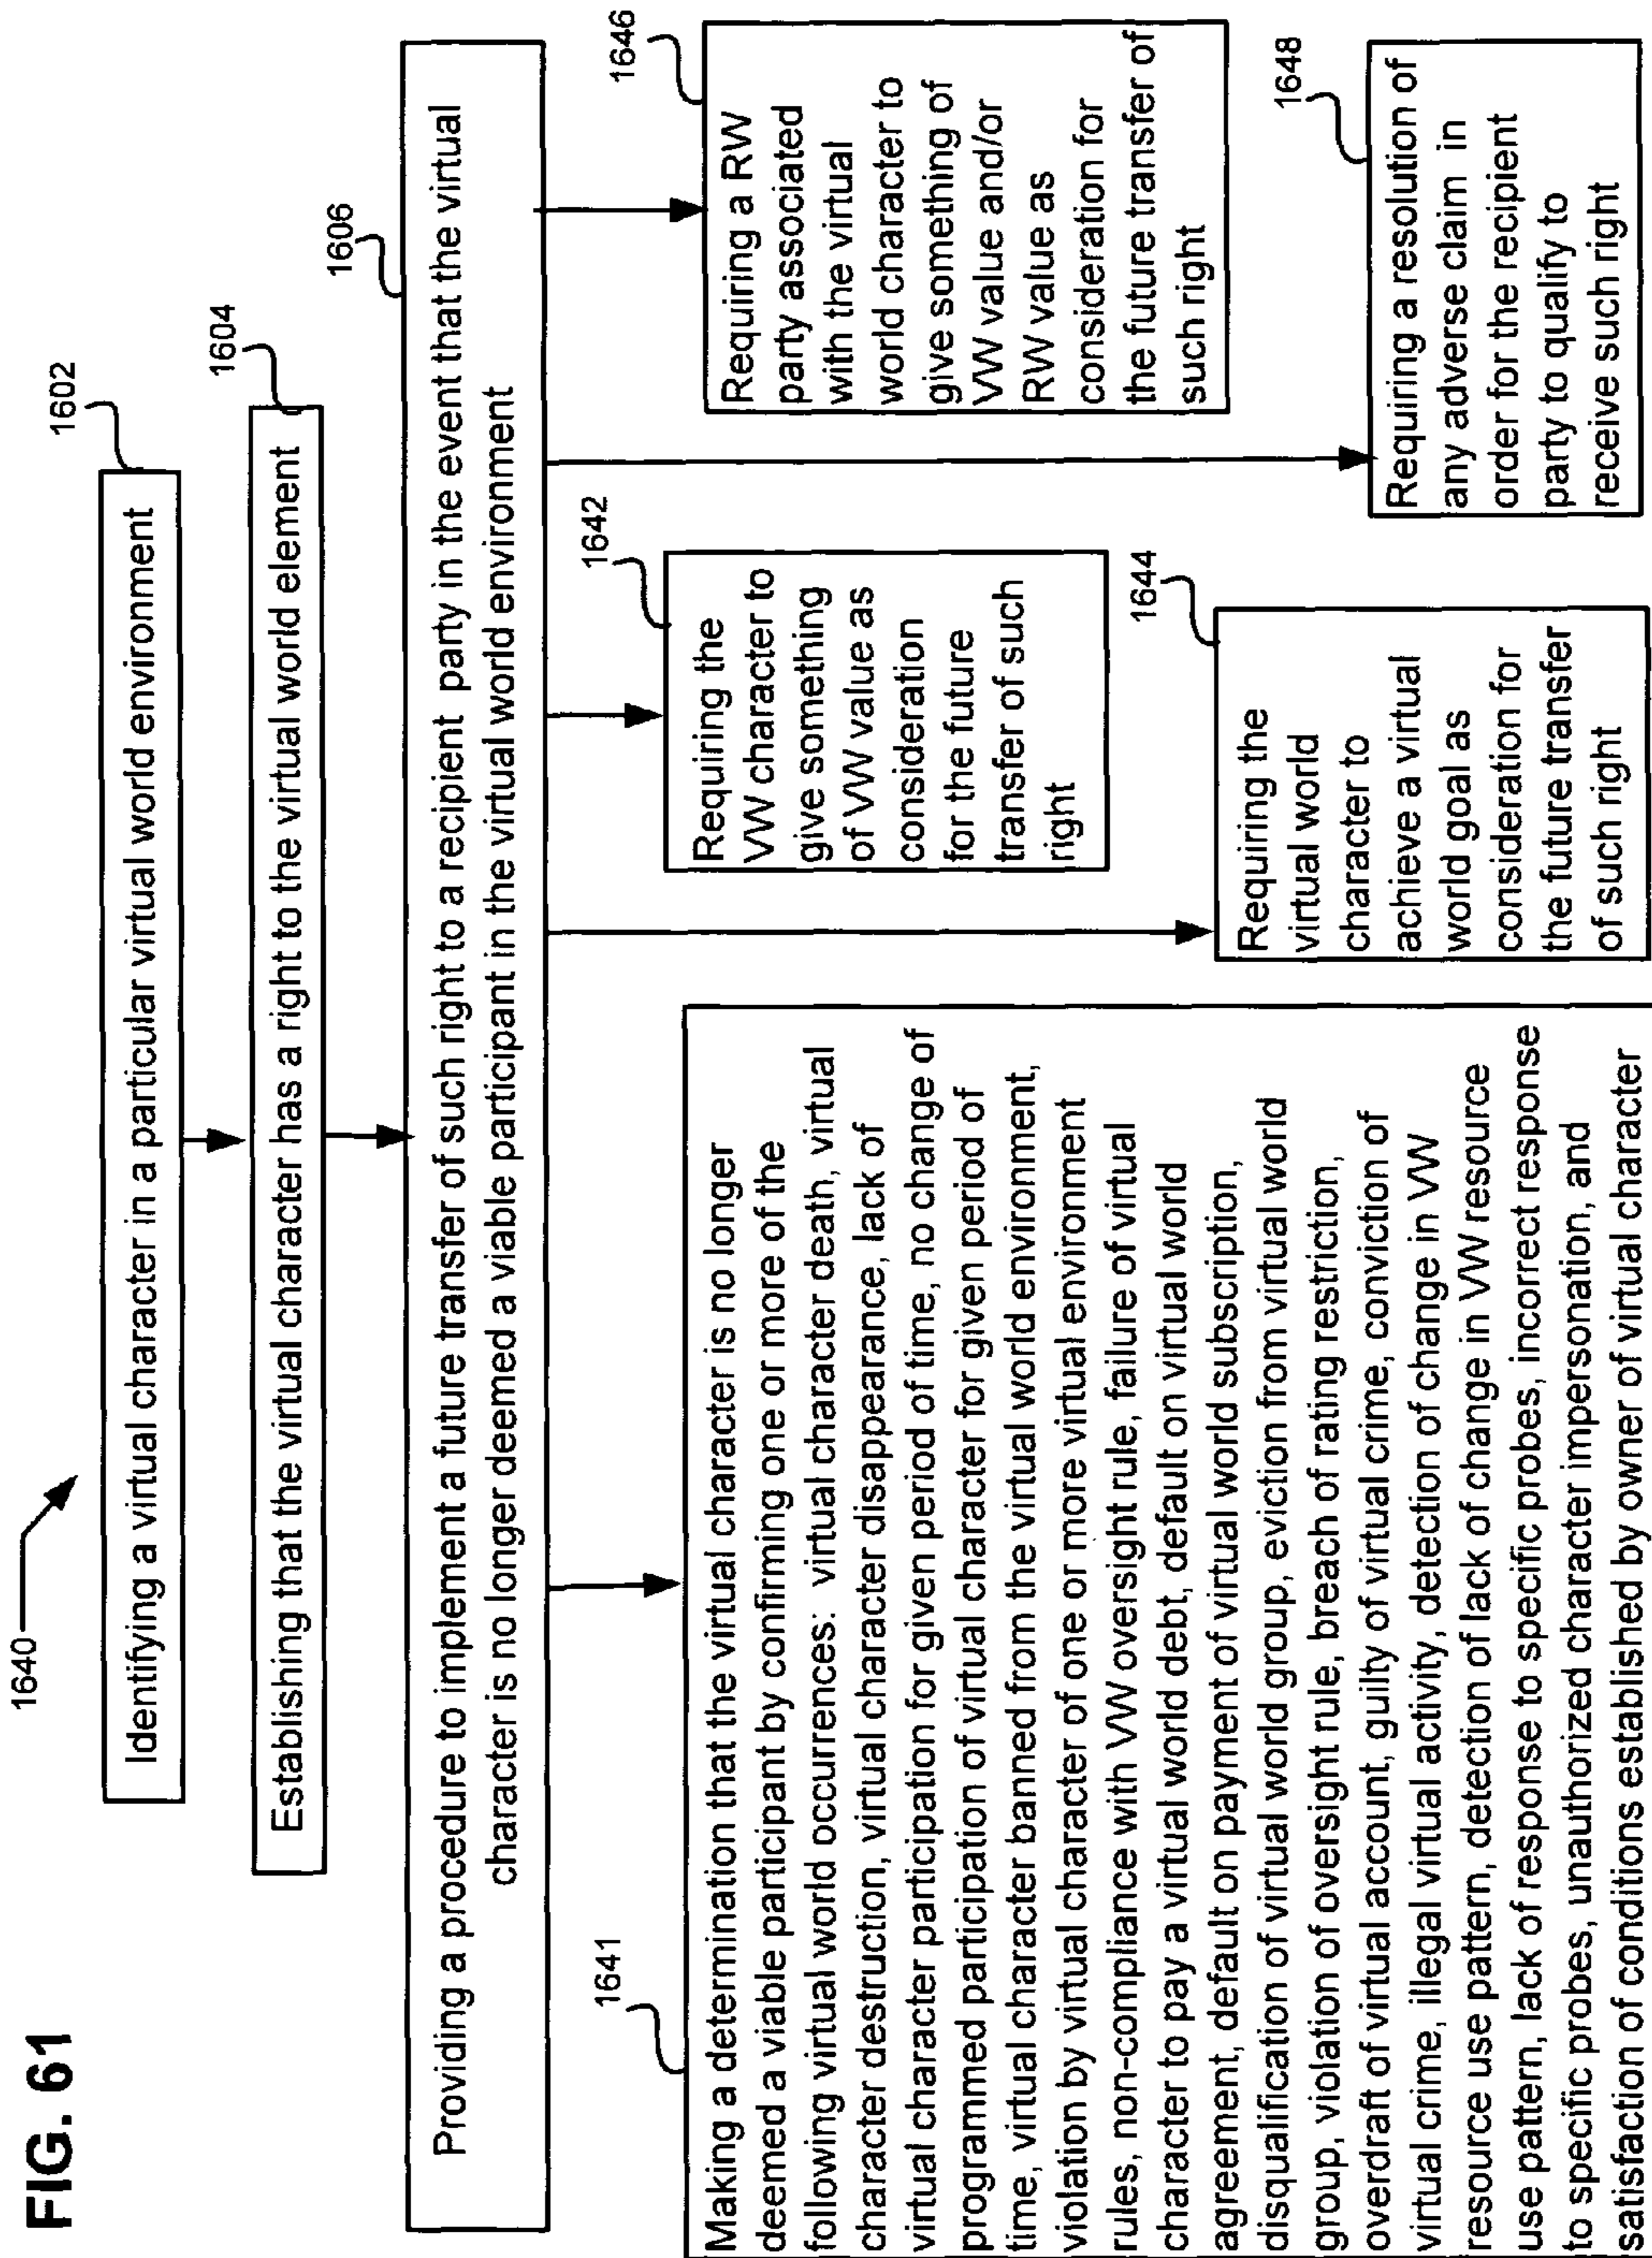 FIG. 61
1640
1602
Identifying a virtual character in a particular virtual world environment
1604
Establishing that the virtual character has a right to the virtual world element
1606
Providing a procedure to implement a future transfer of such right to a recipient party in the event that the virtual
character is no longer deemed a viable participant in the virtual world environment
1641
Making a determination that the virtual character is no longer
deemed a viable participant by confirming one or more of the
following virtual world occurrences: virtual character death, virtual
character destruction, virtual character disappearance, lack of
virtual character participation for given period of time, no change of
programmed participation of virtual character for given period of
time, virtual character banned from the virtual world environment,
violation by virtual character of one or more virtual environment
rules, non-compliance with VW oversight rule, failure of virtual
character to pay a virtual world debt, default on virtual world
agreement, default on payment of virtual world subscription,
disqualification of virtual world group, eviction from virtual world
group, violation of oversight rule, breach of rating restriction,
overdraft of virtual account, guilty of virtual crime, conviction of
virtual crime, illegal virtual activity, detection of change in VW
resource use pattern, detection of lack of change in VW resource
use pattern, lack of response to specific probes, incorrect response
to specific probes, unauthorized character impersonation, and
satisfaction of conditions established by owner of virtual character
1642
Requiring the
VW character to
give something
of VW value as
consideration
for the future
transfer of such
right
1644
Requiring the
virtual world
character to
achieve a virtual
world goal as
consideration for
the future transfer
of such right
1646
Requiring a RW
party associated
with the virtual
world character to
give something of
VW value and/or
RW value as
consideration for
the future transfer of
such right
1648
Requiring a resolution of
any adverse claim in
order for the recipient
party to qualify to
receive such right